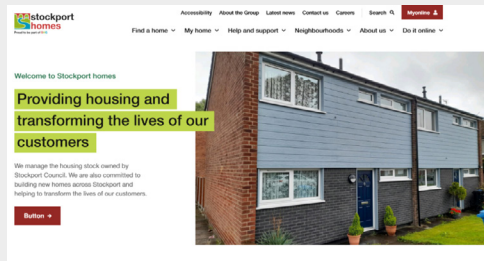 Accessibility About the Group Latest news Contact us Careers Search Myonline
stockport
homes
Find a home My home Help and support Neighbourhoods About us Do it online
Welcome to Stockport homes
Providing housing and
transforming the lives of our
customers
We manage the housing stock owned by
Stockport Council. We are also committed to
building new homes across Stockport and
helping to transform the lives of our customers.
Button →